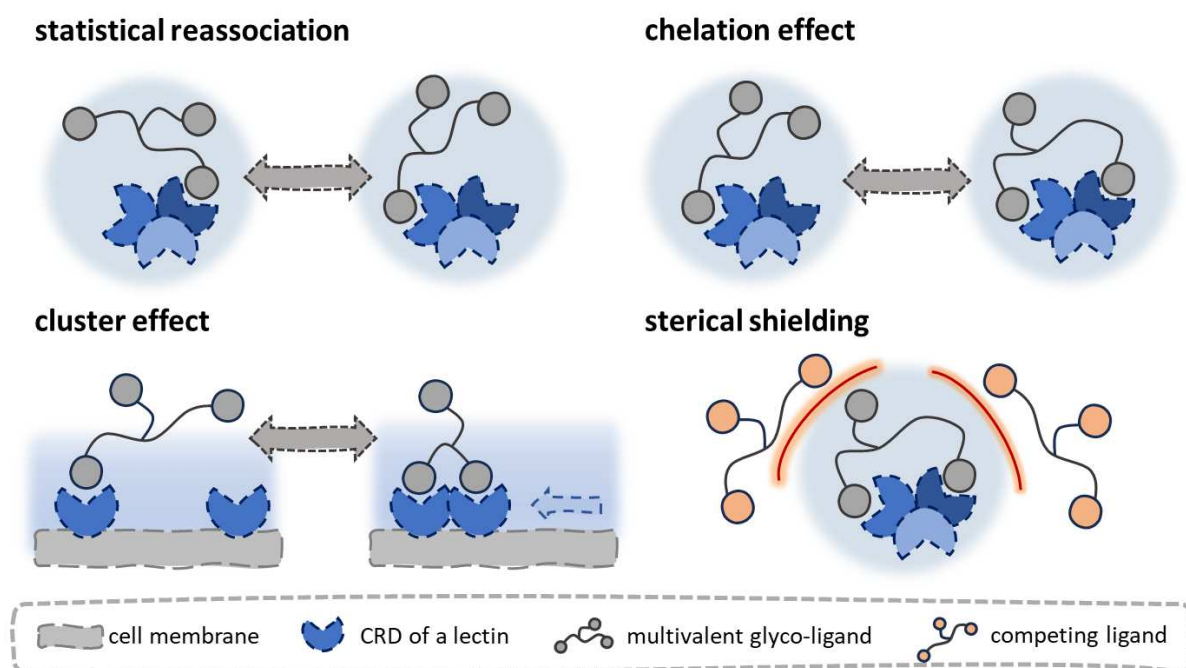 statistical reassociation
chelation effect
cluster effect
sterical shielding
cell membrane
CRD of a lectin
multivalent glyco-ligand
competing ligand